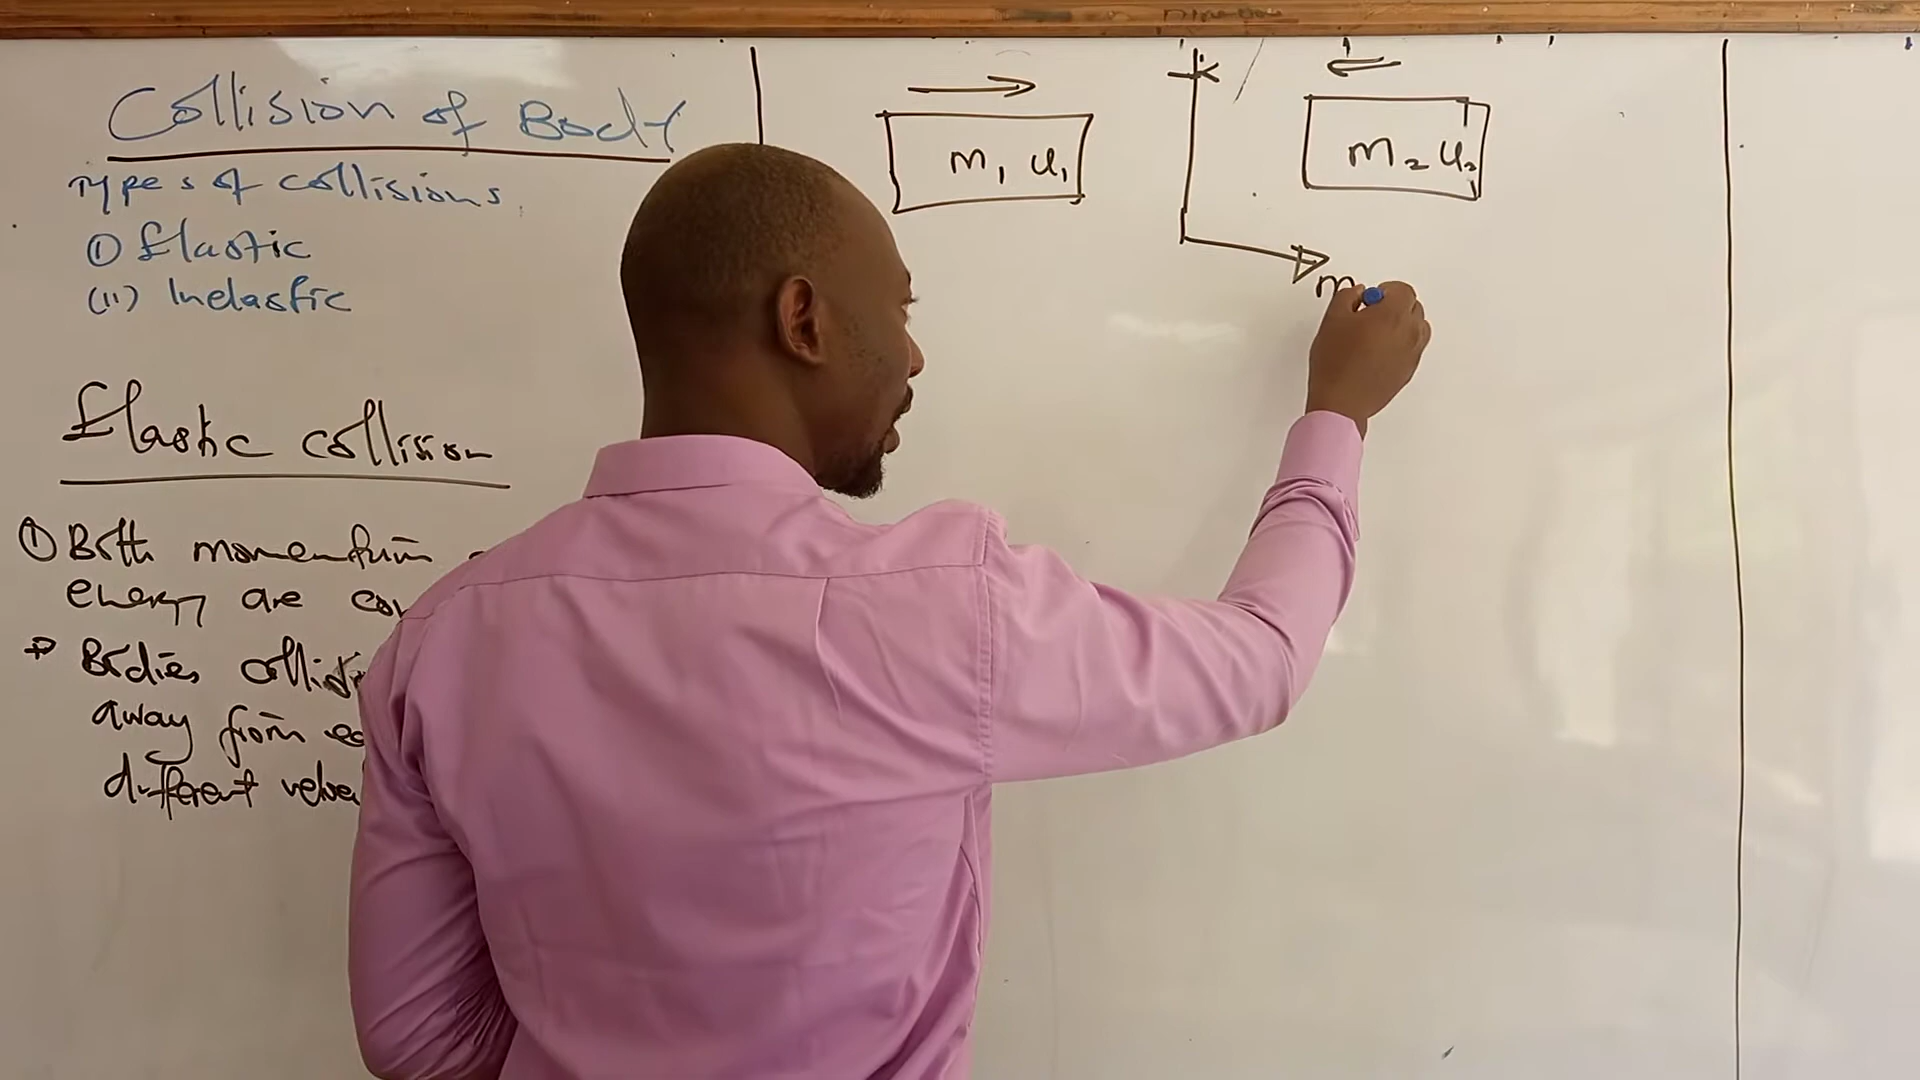 Collision of Body
Types of collisions
(i) Elastic
(ii) Inelastic
Elastic collision
(i) Both momentum
energy are
Bodies
away from
different
m₁ u₁
m₂ u₂
m